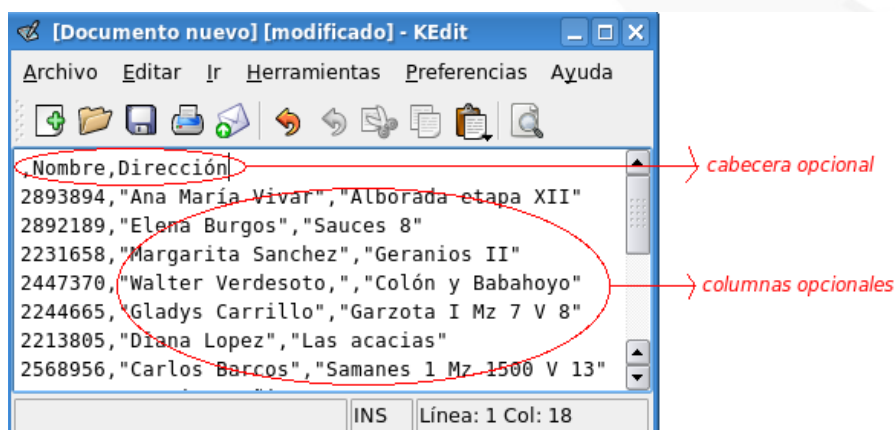 [Documento nuevo] [modificado] - KEdit
Archivo Editar Ir Herramientas Preferencias Ayuda
,Nombre,Dirección
cabecera opcional
2893894,"Ana María Vivar","Alborada etapa XII"
2892189,"Elena Burgos","Sauces 8"
2231658,"Margarita Sanchez","Geranios II"
2447370,"Walter Verdesoto,","Colón y Babahoyo"
columnas opcionales
2244665,"Gladys Carrillo","Garzota I Mz 7 V 8"
2213805,"Diana Lopez","Las acacias"
2568956,"Carlos Barcos","Samanes 1 Mz 1500 V 13"
INS Línea: 1 Col: 18